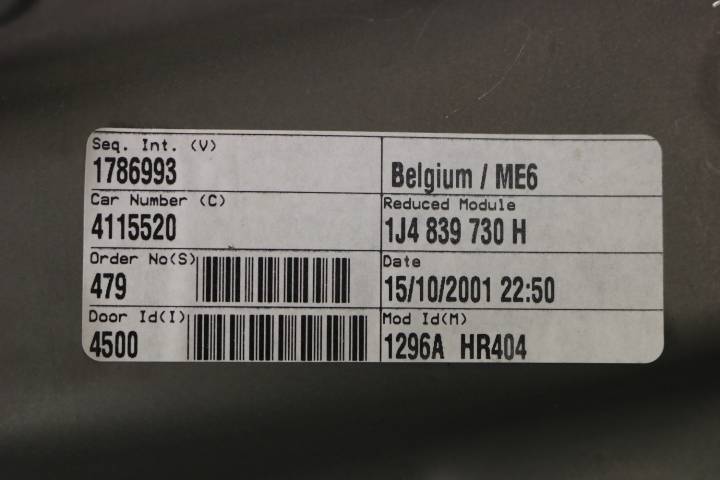 Seq. Int. (V)
1786993
Belgium / ME6
Car Number (C)
4115520
Reduced Module
1J4 839 730 H
Order No(S)
479
Date
15/10/2001 22:50
Door Id(I)
4500
Mod Id(M)
1296A HR404